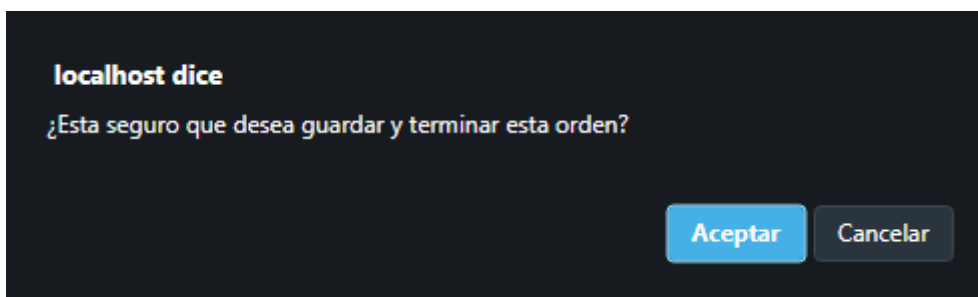 localhost dice
¿Esta seguro que desea guardar y terminar esta orden?
Aceptar Cancelar